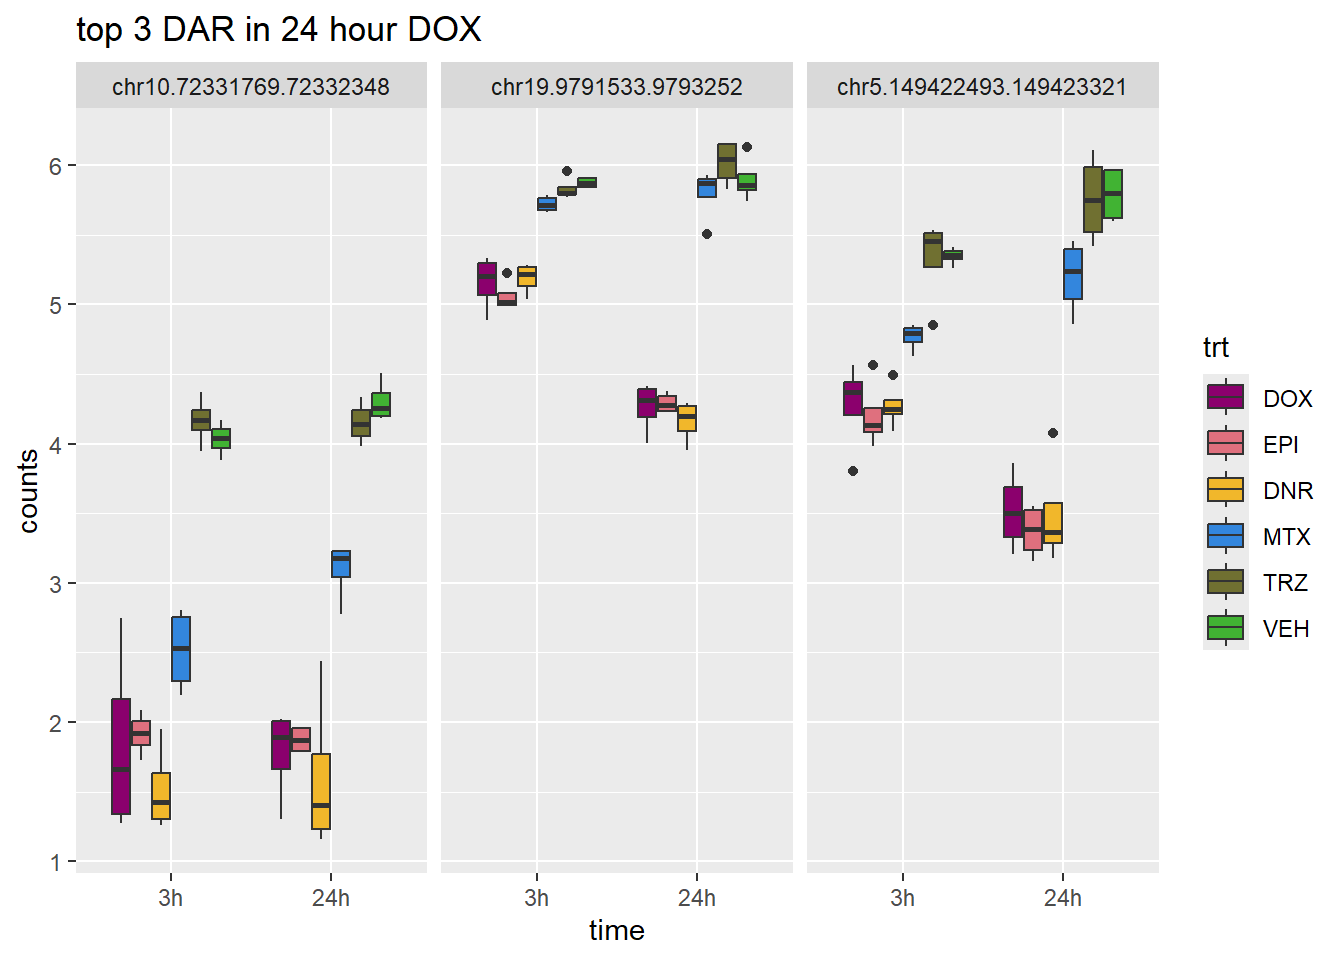 top 3 DAR in 24 hour DOX
chr10.72331769.72332348
chr19.9791533.9793252
chr5.149422493.149423321
counts
6
5
4
3
2
1
3h
24h
3h
24h
3h
24h
time
trt
DOX
EPI
DNR
MTX
TRZ
VEH